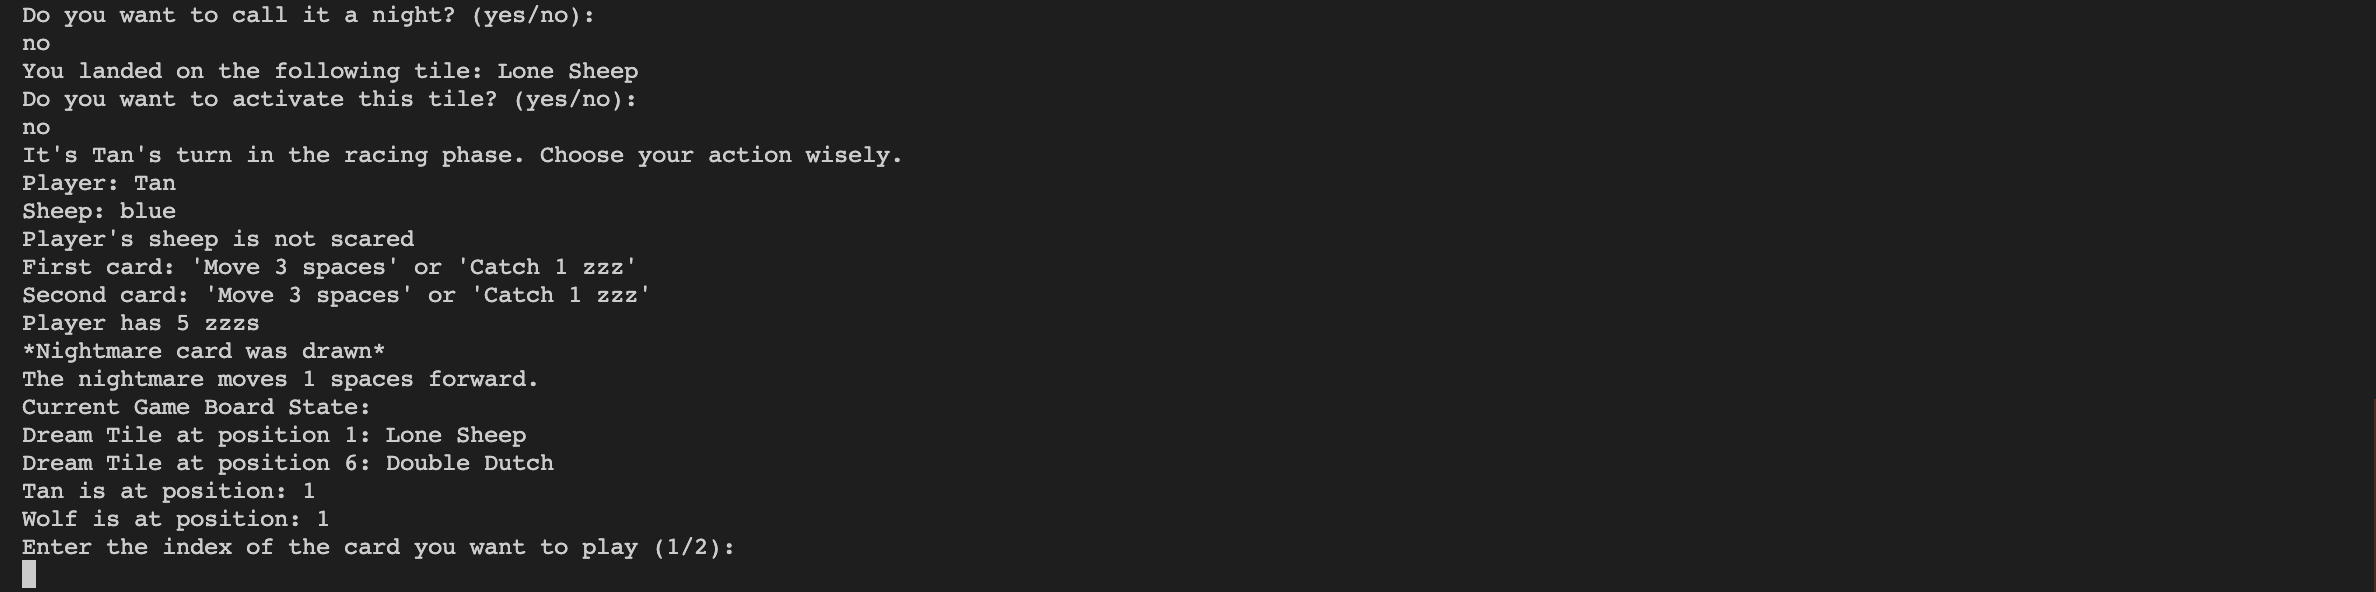 Do you want to call it a night? (yes/no):
no
You landed on the following tile: Lone Sheep
Do you want to activate this tile? (yes/no):
no
It's Tan's turn in the racing phase. Choose your action wisely.
Player: Tan
Sheep: blue
Player's sheep is not scared
First card: 'Move 3 spaces' or 'Catch 1 zzz'
Second card: 'Move 3 spaces' or 'Catch 1 zzz'
Player has 5 zzzs
*Nightmare card was drawn*
The nightmare moves 1 spaces forward.
Current Game Board State:
Dream Tile at position 1: Lone Sheep
Dream Tile at position 6: Double Dutch
Tan is at position: 1
Wolf is at position: 1
Enter the index of the card you want to play (1/2):